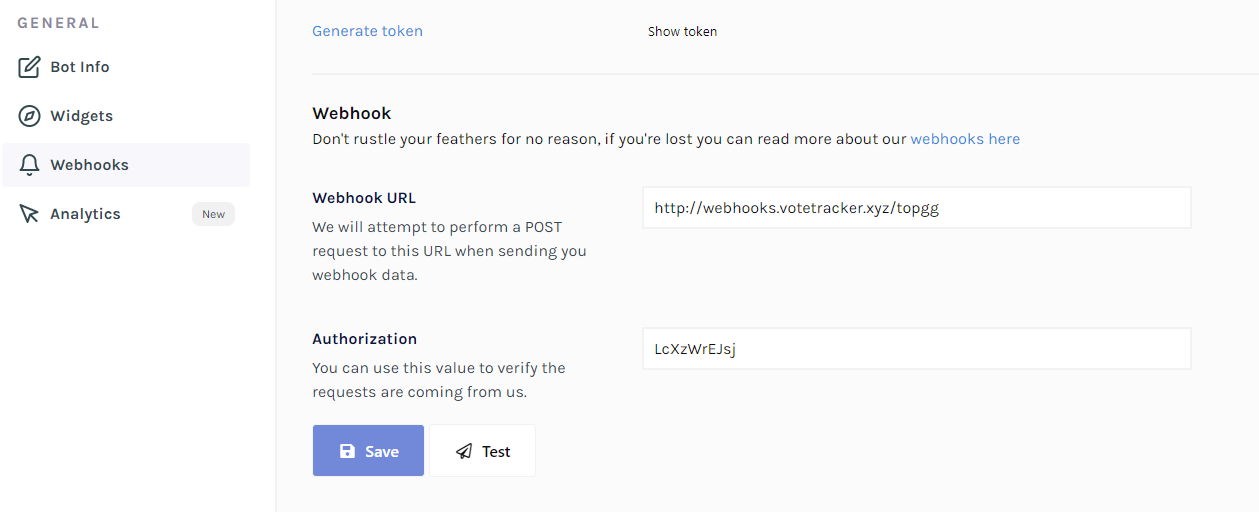 GENERAL
Bot Info
Widgets
Webhooks
Analytics New
Generate token Show token
Webhook
Don't rustle your feathers for no reason, if you're lost you can read more about our webhooks here
Webhook URL
http://webhooks.votetracker.xyz/topgg
We will attempt to perform a POST
request to this URL when sending you
webhook data.
Authorization
LcXzWrEJsj
You can use this value to verify the
requests are coming from us.
Save Test